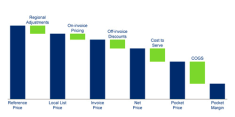 Regional
Adjustments
On-invoice
Pricing
Off-invoice
Discounts
Cost to
Serve
COGS
Reference
Price
Local List
Price
Invoice
Price
Net
Price
Pocket
Price
Pocket
Margin